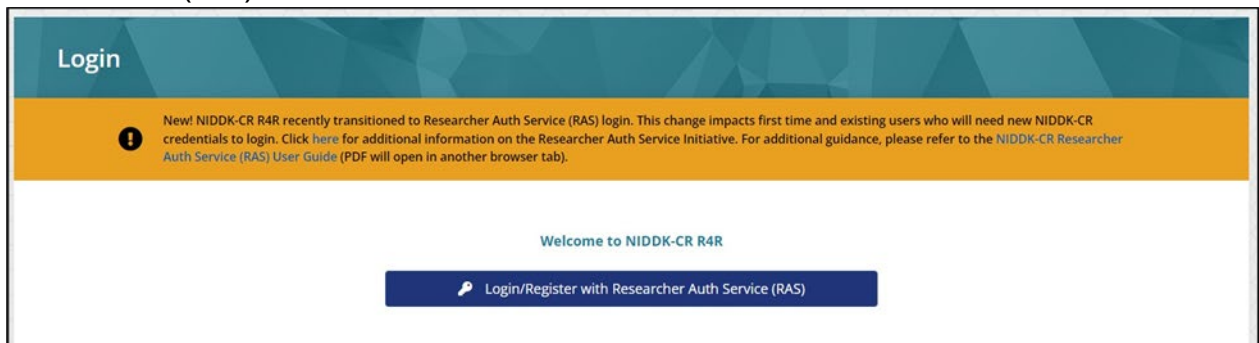 Login
New! NIDDK-CR R4R recently transitioned to Researcher Auth Service (RAS) login. This change impacts first time and existing users who will need new NIDDK-CR
credentials to login. Click here for additional information on the Researcher Auth Service Initiative. For additional guidance, please refer to the NIDDK-CR Researcher
Auth Service (RAS) User Guide (PDF will open in another browser tab).
Welcome to NIDDK-CR R4R
Login/Register with Researcher Auth Service (RAS)